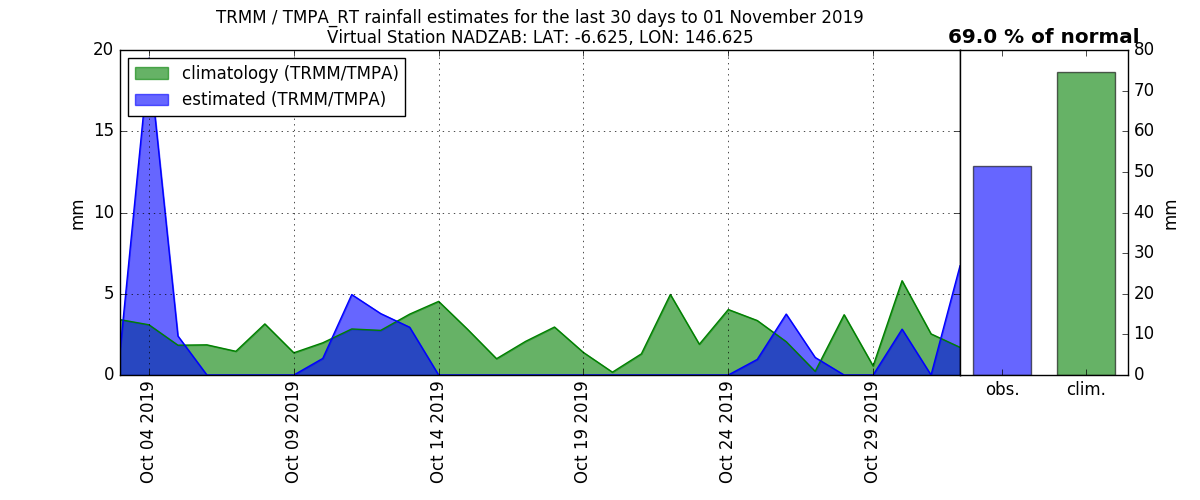 TRMM / TMPA_RT rainfall estimates for the last 30 days to 01 November 2019
Virtual Station NADZAB: LAT: -6.625, LON: 146.625
69.0 % of normal
climatology (TRMM/TMPA)
estimated (TRMM/TMPA)
20
15
10
5
0
mm
80
70
60
50
40
30
20
10
0
mm
obs.
clim.
Oct 04 2019
Oct 09 2019
Oct 14 2019
Oct 19 2019
Oct 24 2019
Oct 29 2019